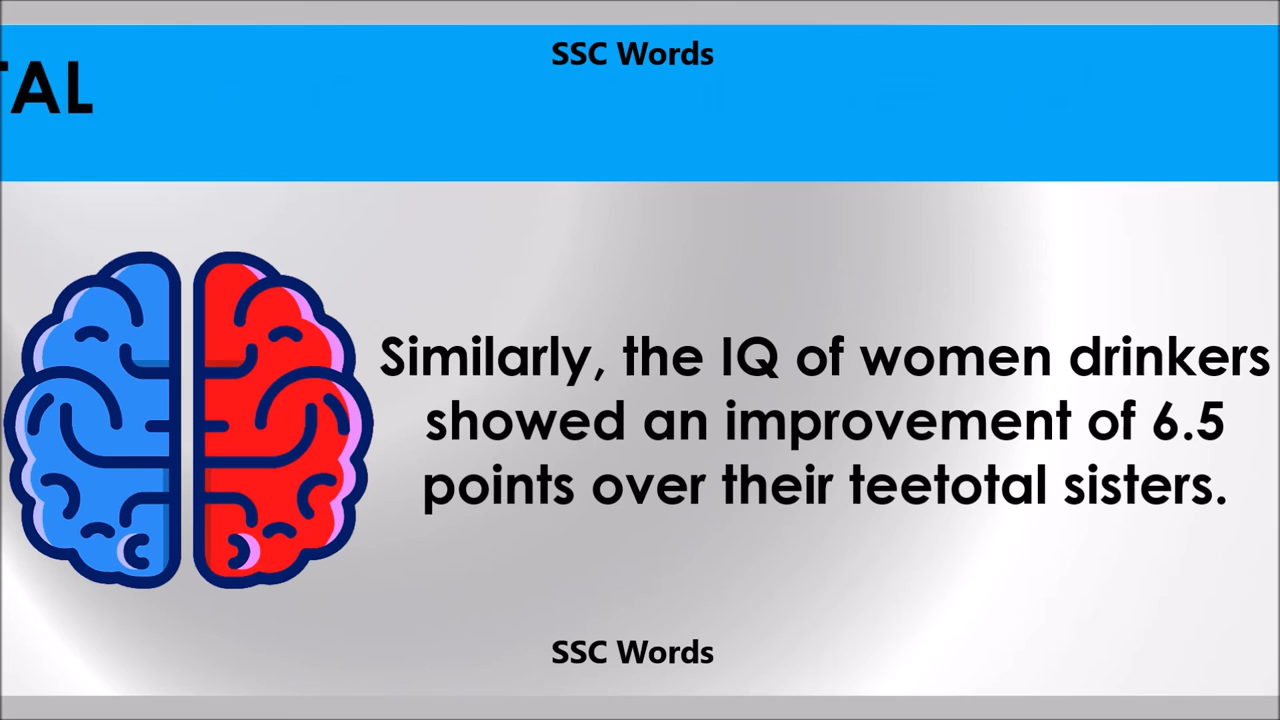 SSC Words
TAL
Similarly, the IQ of women drinkers
showed an improvement of 6.5
points over their teetotal sisters.
SSC Words